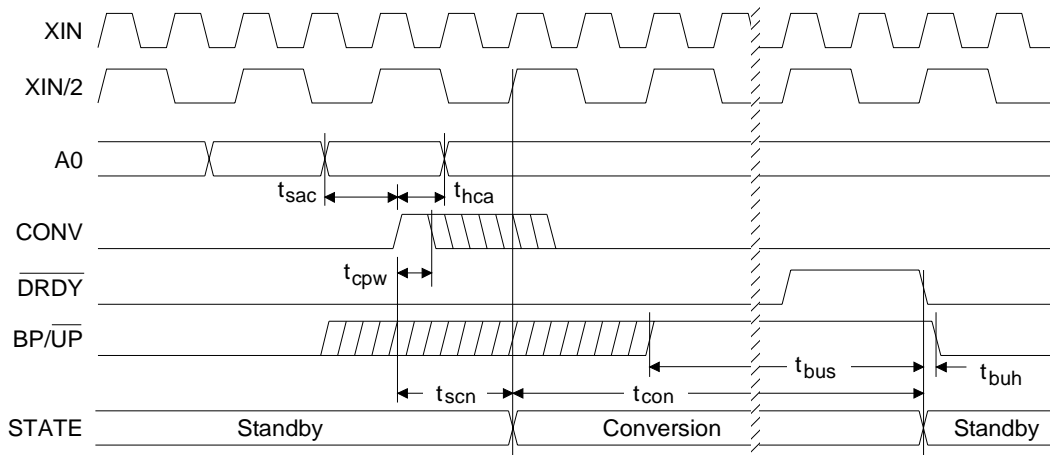 XIN
XIN/2
A0
tsac
thca
CONV
tcpw
DRDY
BP/UP
tbus
tbuh
tscn
tcon
STATE
Standby
Conversion
Standby